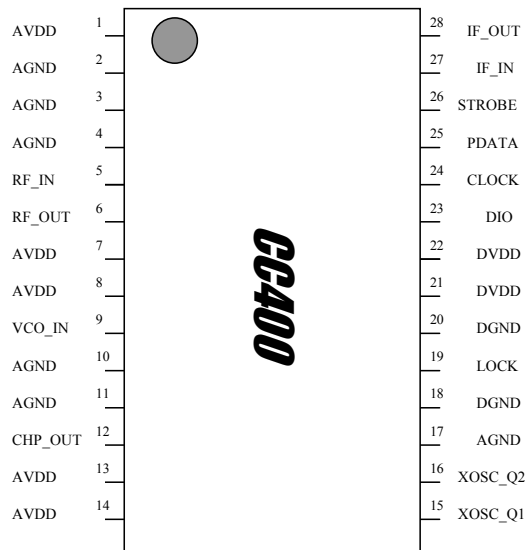 AVDD 1 28 IF_OUT
AGND 2 27 IF_IN
AGND 3 26 STROBE
AGND 4 25 PDATA
RF_IN 5 24 CLOCK
RF_OUT 6 23 DIO
AVDD 7 22 DVDD
AVDD 8 21 DVDD
VCO_IN 9 20 DGND
AGND 10 19 LOCK
AGND 11 18 DGND
CHP_OUT 12 17 AGND
AVDD 13 16 XOSC_Q2
AVDD 14 15 XOSC_Q1
CC400